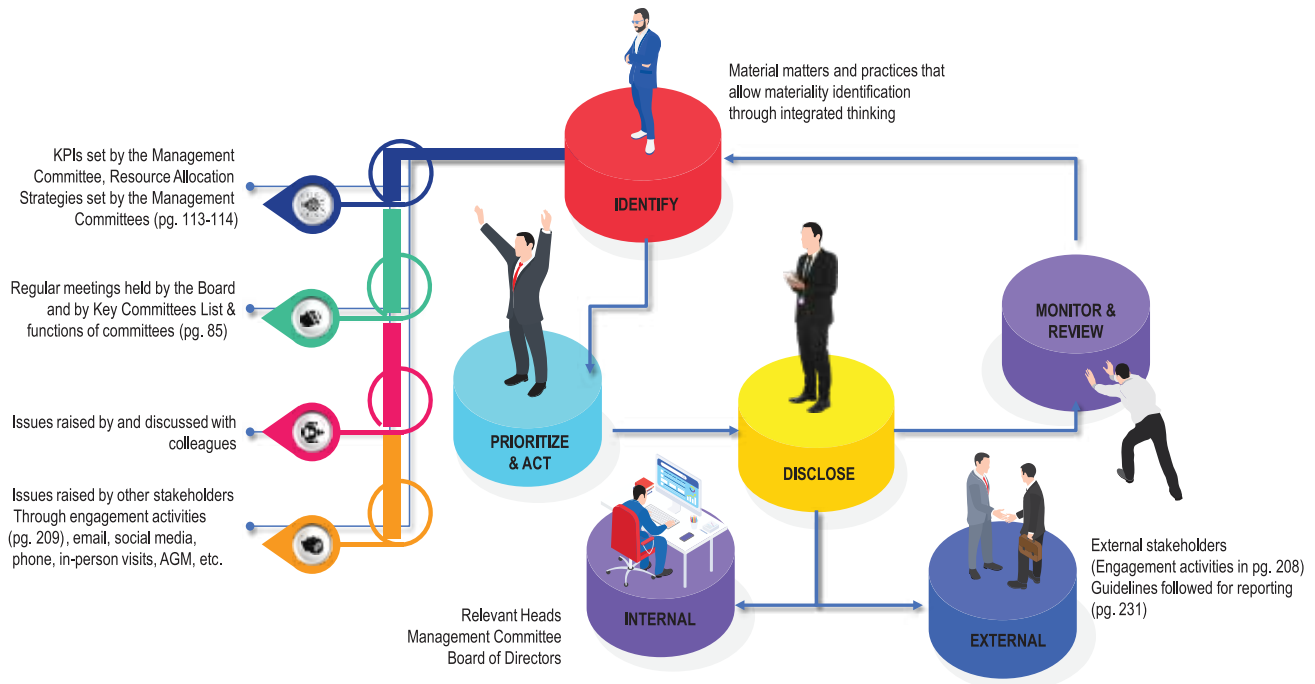 Material matters and practices that
allow materiality identification
through integrated thinking
IDENTIFY
KPIs set by the Management
Committee, Resource Allocation
Strategies set by the Management
Committees (pg. 113-114)
Regular meetings held by the Board
and by Key Committees List &
functions of committees (pg. 85)
Issues raised by and discussed with
colleagues
Issues raised by other stakeholders
Through engagement activities
(pg. 209), email, social media,
phone, in-person visits, AGM, etc.
PRIORITIZE
& ACT
DISCLOSE
MONITOR &
REVIEW
INTERNAL
Relevant Heads
Management Committee
Board of Directors
EXTERNAL
External stakeholders
(Engagement activities in pg. 208)
Guidelines followed for reporting
(pg. 231)